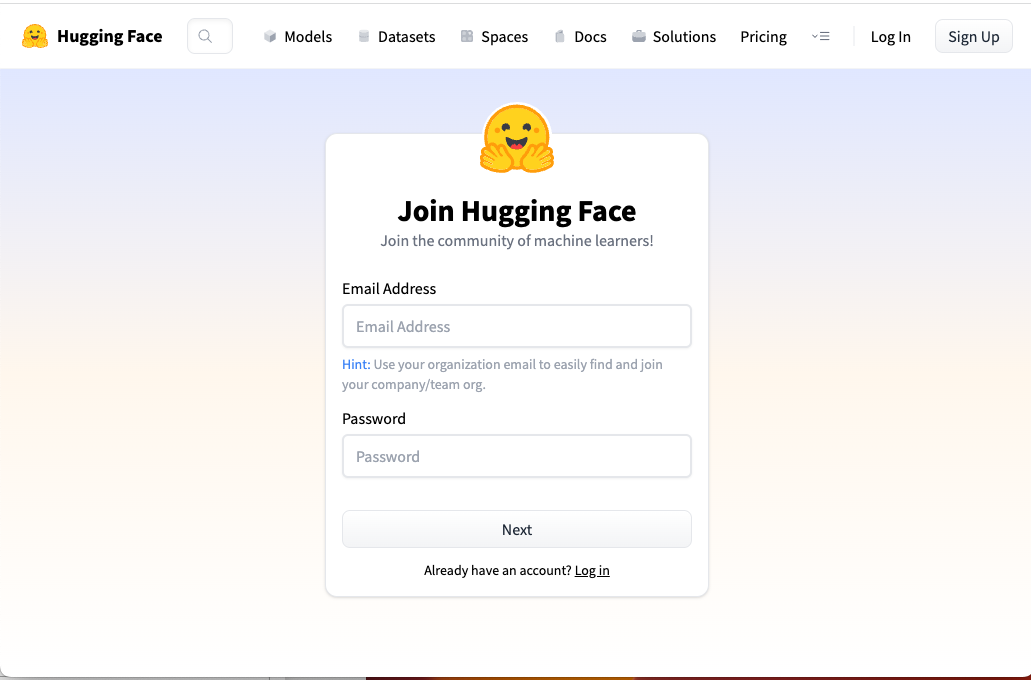 Hugging Face
Models
Datasets
Spaces
Docs
Solutions
Pricing
Log In
Sign Up
Join Hugging Face
Join the community of machine learners!
Email Address
Email Address
Hint: Use your organization email to easily find and join
your company/team org.
Password
Password
Next
Already have an account? Log in